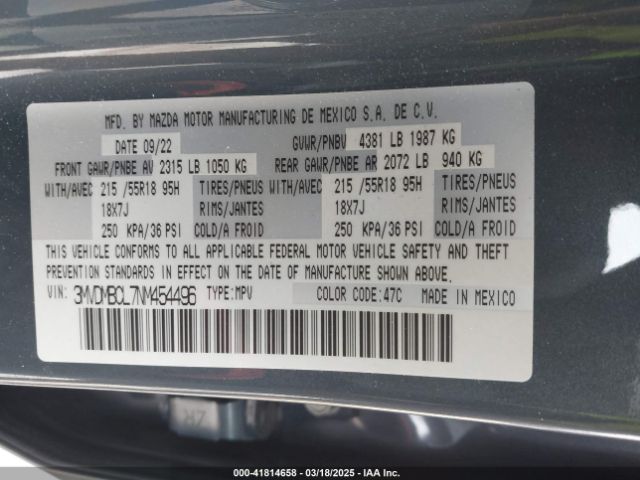 MFD. BY MAZDA MOTOR MANUFACTURING DE MEXICO S.A. DE C.V.
DATE 09/22 GVWR/PNBV 4381 LB 1987 KG
FRONT GAWR/PNBE AV 2315 LB 1050 KG REAR GAWR/PNBE AR 2072 LB 940 KG
WITH/AVEC 215 /55R18 95H TIRES/PNEUS WITH/AVEC 215 /55R18 95H TIRES/PNEUS
18X7J RIMS/JANTES 18X7J RIMS/JANTES
250 KPA/36 PSI COLD/A FROID 250 KPA/36 PSI COLD/A FROID
THIS VEHICLE CONFORMS TO ALL APPLICABLE FEDERAL MOTOR VEHICLE SAFETY AND THEFT
PREVENTION STANDARDS IN EFFECT ON THE DATE OF MANUFACTURE SHOWN ABOVE.
VIN: 3MVDMBCL7NM454496 TYPE:MPV COLOR CODE:47C MADE IN MEXICO
000-41814658 - 03/18/2025 - IAA Inc.